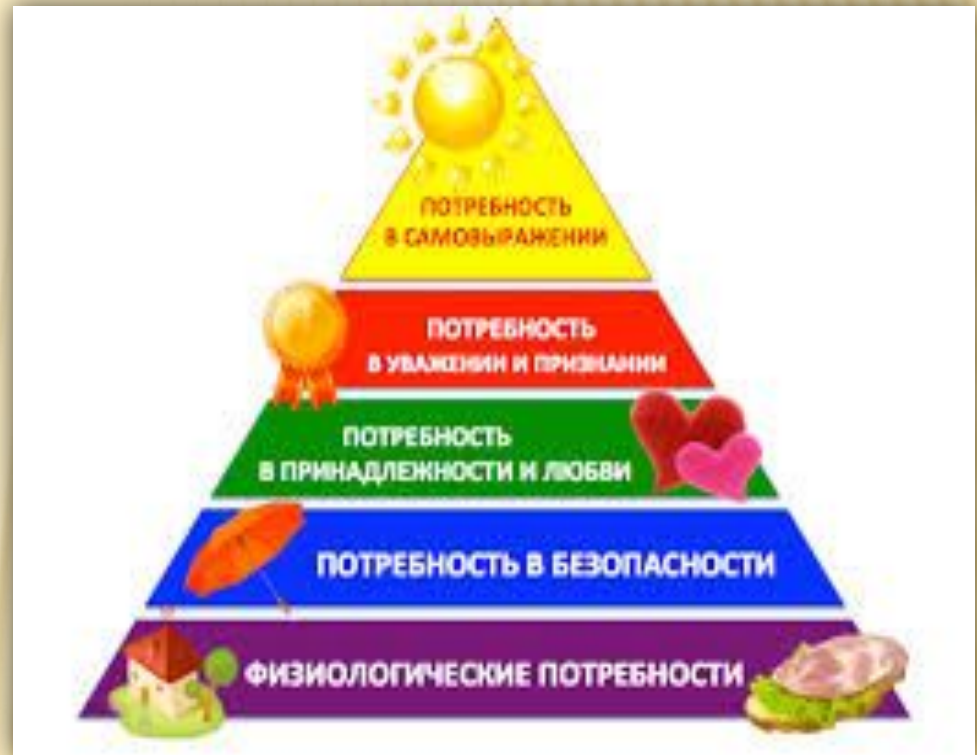 ПОТРЕБНОСТЬ
В САМОВЫРАЖЕНИИ
ПОТРЕБНОСТЬ
В УВАЖЕНИИ И ПРИЗНАНИИ
ПОТРЕБНОСТЬ
В ПРИНАДЛЕЖНОСТИ И ЛЮБВИ
ПОТРЕБНОСТЬ В БЕЗОПАСНОСТИ
ФИЗИОЛОГИЧЕСКИЕ ПОТРЕБНОСТИ